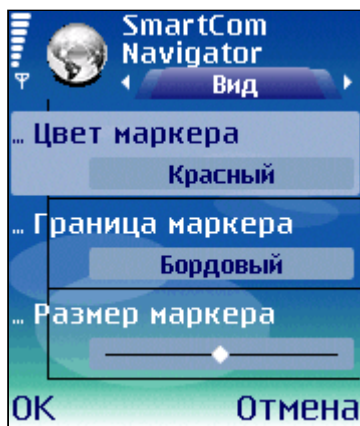 SmartCom
Navigator
Вид
... Цвет маркера
Красный
... Граница маркера
Бордовый
... Размер маркера
OK Отмена